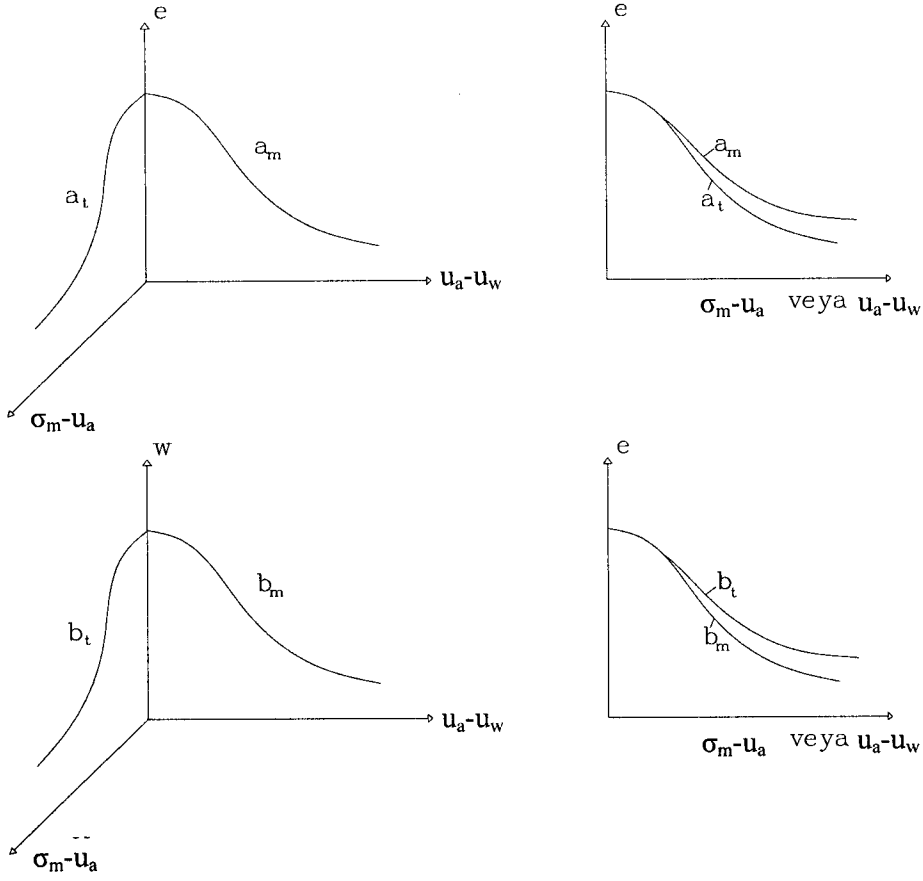 e
a_t
a_m
u_a-u_w
σ_m-u_a
e
a_m
a_t
σ_m-u_a veya u_a-u_w
w
b_t
b_m
u_a-u_w
σ_m-u_a
e
b_t
b_m
σ_m-u_a veya u_a-u_w